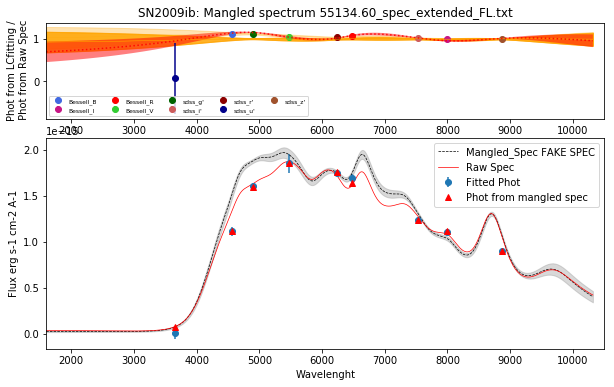 SN2009ib: Mangled spectrum 55134.60_spec_extended_FL.txt
Phot from LCfitting /
Phot from Raw Spec
1
0
Bessell_B Bessell_R sdss_g' sdss_r' sdss_z'
Bessell_I Bessell_V sdss_i' sdss_u'
2000 3000 4000 5000 6000 7000 8000 9000 10000
1e−15
Flux erg s-1 cm-2 A-1
2.0
1.5
1.0
0.5
0.0
Mangled_Spec FAKE SPEC
Raw Spec
Fitted Phot
Phot from mangled spec
2000 3000 4000 5000 6000 7000 8000 9000 10000
Wavelenght